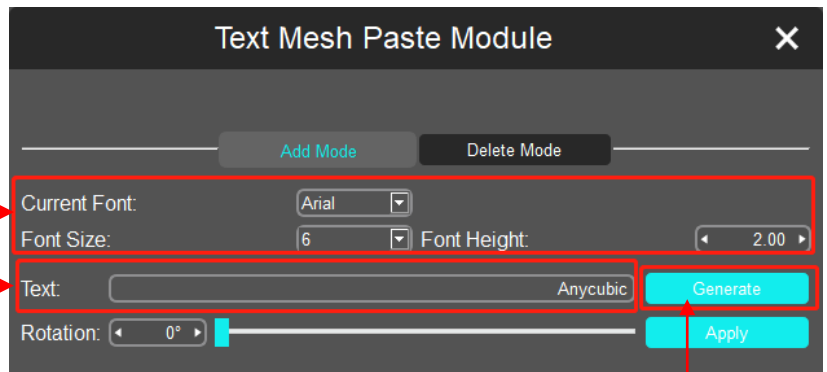 Text Mesh Paste Module
Add Mode Delete Mode
Current Font: Arial
Font Size: 6 Font Height: 2.00
Text: Anycubic Generate
Rotation: 0° Apply